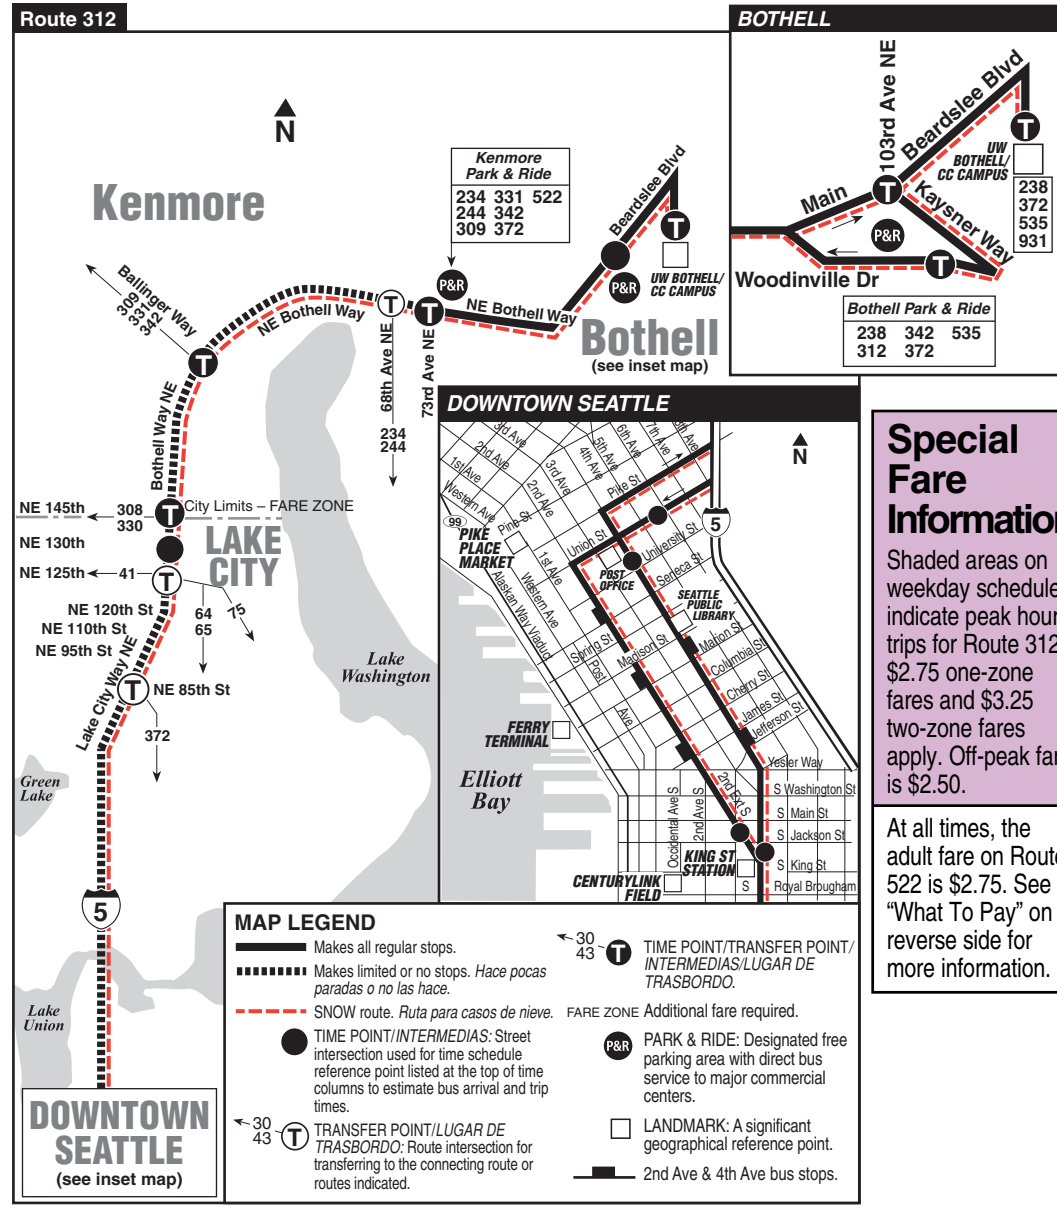 Route 312
N
Kenmore
Kenmore
Park & Ride
234 331 522
244 342
309 372
P&R
Beardslee Blvd
T
P&R
UW BOTHELL/
CC CAMPUS
Ballinger Way
309
331
342
NE Bothell Way
T
T
T
NE Bothell Way
Bothell
(see inset map)
68th Ave NE
73rd Ave NE
234
244
Bothell Way NE
NE 145th
308
330
T
City Limits – FARE ZONE
NE 130th
LAKE
CITY
NE 125th
41
T
NE 120th St
NE 110th St
NE 95th St
64
65
75
Lake City Way NE
T
NE 85th St
372
Lake
Washington
Green
Lake
5
Lake
Union
DOWNTOWN
SEATTLE
(see inset map)
BOTHELL
103rd Ave NE
Beardslee Blvd
T
UW
BOTHELL/
CC CAMPUS
238
372
535
931
Main
T
Kaysner Way
P&R
T
Woodinville Dr
Bothell Park & Ride
238 342 535
312 372
DOWNTOWN SEATTLE
N
3rd Ave
2nd Ave
1st Ave
Western Ave
6th Ave
7th Ave
8th Ave
5th Ave
4th Ave
3rd Ave
2nd Ave
Pike St
Pine St
99
PIKE
PLACE
MARKET
Union St
University St
5
1st Ave
POST
OFFICE
Seneca St
Western Ave
Alaskan Way Viaduct
SEATTLE
PUBLIC
LIBRARY
Spring St
Post
Ave
Madison St
Marion St
Columbia St
Cherry St
James St
Jefferson St
FERRY
TERMINAL
Elliott
Bay
Yesler Way
2nd Ext S
S Washington St
Occidental Ave S
2nd Ave S
S Main St
S Jackson St
KING ST
STATION
S King St
CENTURYLINK
FIELD
S Royal Brougham
MAP LEGEND
Makes all regular stops.
Makes limited or no stops. Hace pocas
paradas o no las hace.
SNOW route. Ruta para casos de nieve.
TIME POINT/INTERMEDIAS: Street
intersection used for time schedule
reference point listed at the top of time
columns to estimate bus arrival and trip
times.
30
43
T
TRANSFER POINT/LUGAR DE
TRASBORDO: Route intersection for
transferring to the connecting route or
routes indicated.
30
43
T
TIME POINT/TRANSFER POINT/
INTERMEDIAS/LUGAR DE
TRASBORDO.
FARE ZONE Additional fare required.
P&R
PARK & RIDE: Designated free
parking area with direct bus
service to major commercial
centers.
LANDMARK: A significant
geographical reference point.
2nd Ave & 4th Ave bus stops.
Special
Fare
Information
Shaded areas on
weekday schedule
indicate peak hour
trips for Route 312
$2.75 one-zone
fares and $3.25
two-zone fares
apply. Off-peak far
is $2.50.
At all times, the
adult fare on Route
522 is $2.75. See
“What To Pay” on
reverse side for
more information.